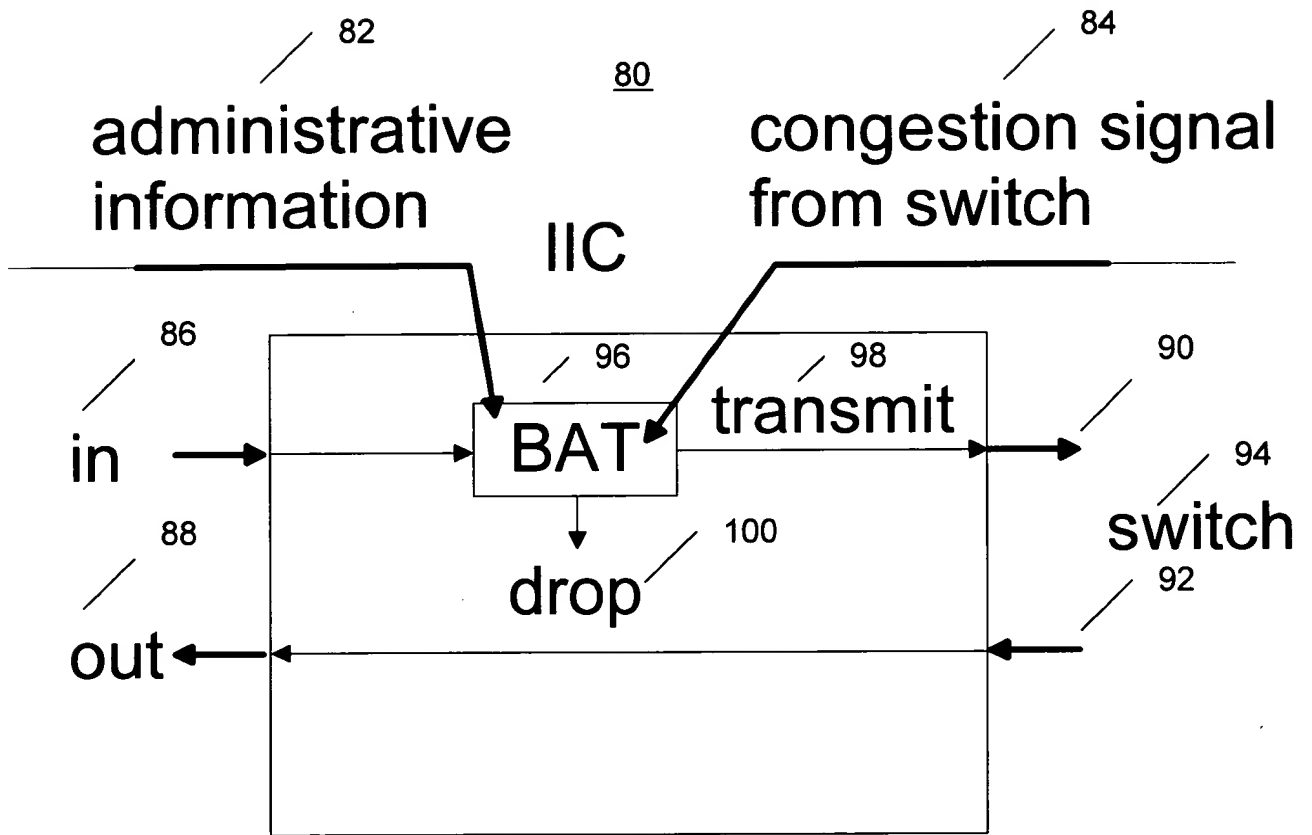 82
84
80
administrative
information
congestion signal
from switch
IIC
86
96
98
90
transmit
in
BAT
94
switch
88
100
92
drop
out